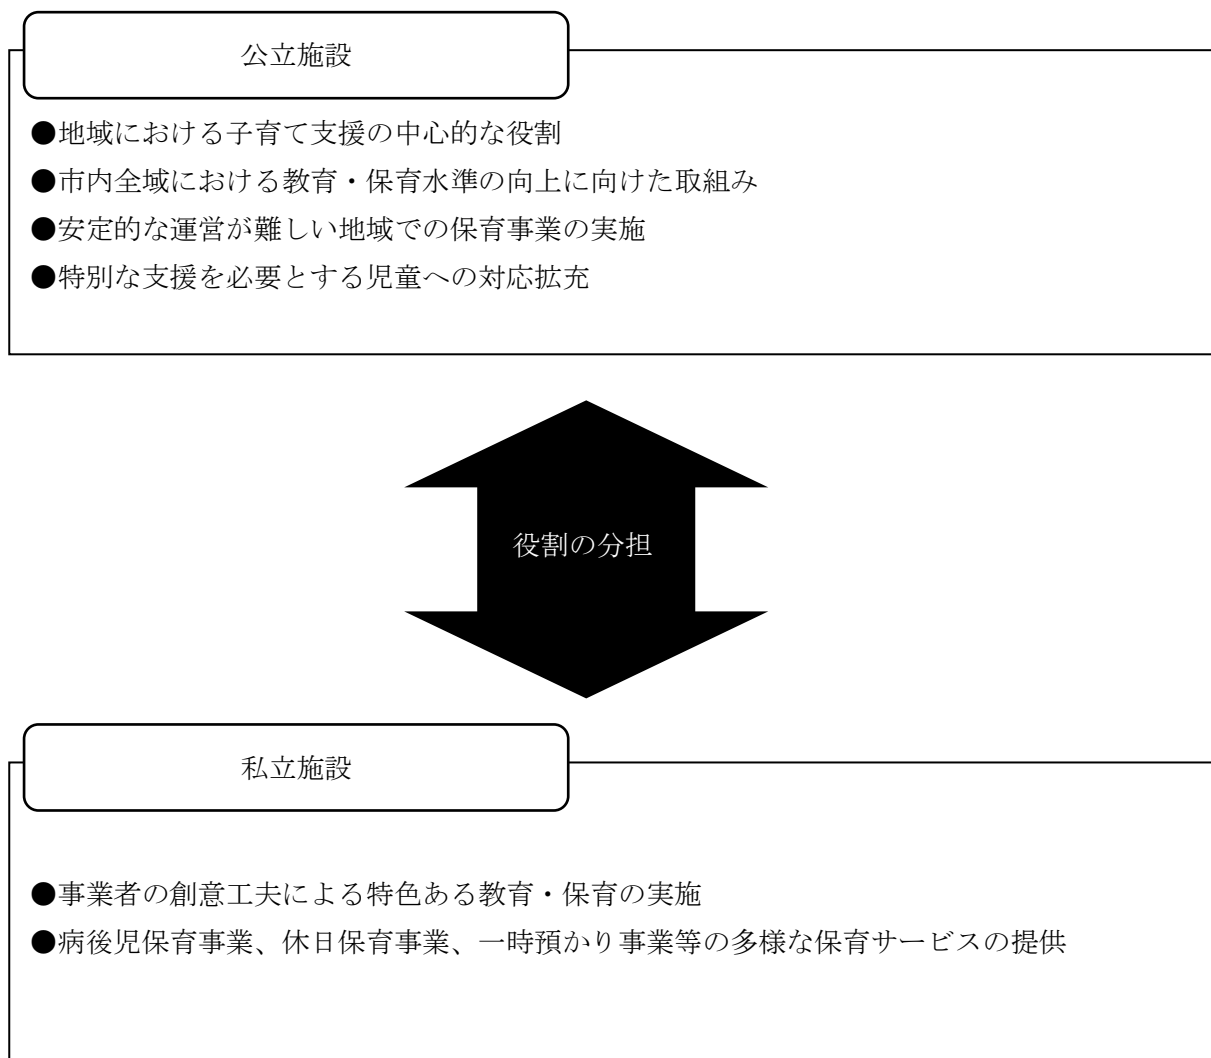 公立施設
●地域における子育て支援の中心的な役割
●市内全域における教育・保育水準の向上に向けた取組み
●安定的な運営が難しい地域での保育事業の実施
●特別な支援を必要とする児童への対応拡充
役割の分担
私立施設
●事業者の創意工夫による特色ある教育・保育の実施
●病後児保育事業、休日保育事業、一時預かり事業等の多様な保育サービスの提供